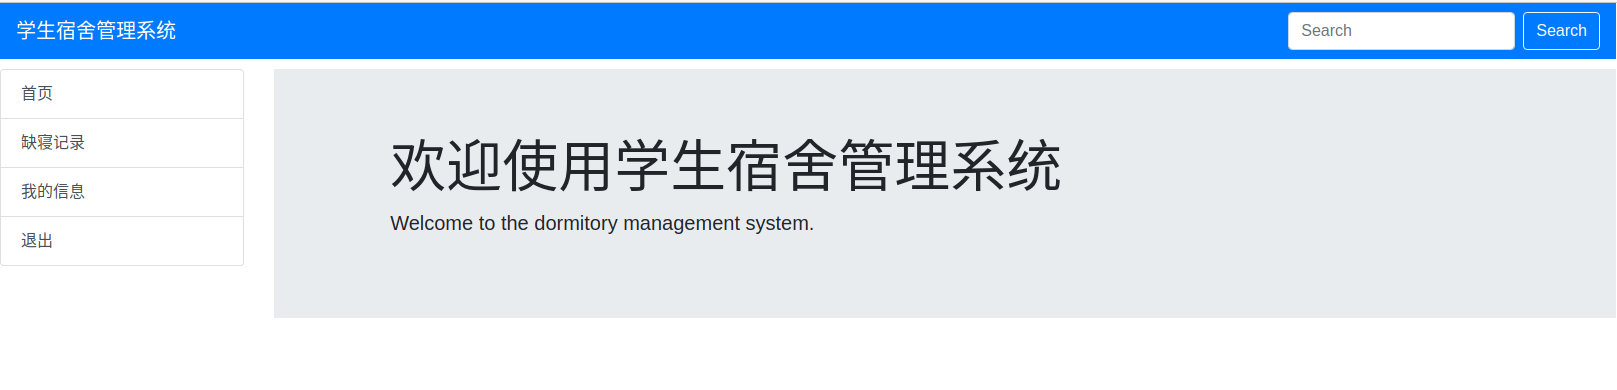 学生宿舍管理系统
Search
Search
首页
缺寝记录
我的信息
退出
欢迎使用学生宿舍管理系统
Welcome to the dormitory management system.